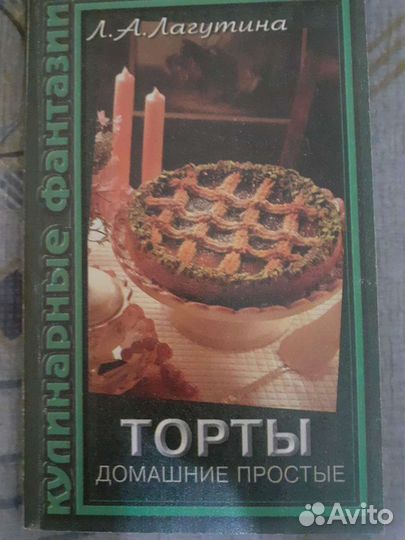 Л.А.Лагутина
кулинарные фантазии
ТОРТЫ
ДОМАШНИЕ ПРОСТЫЕ
Avito